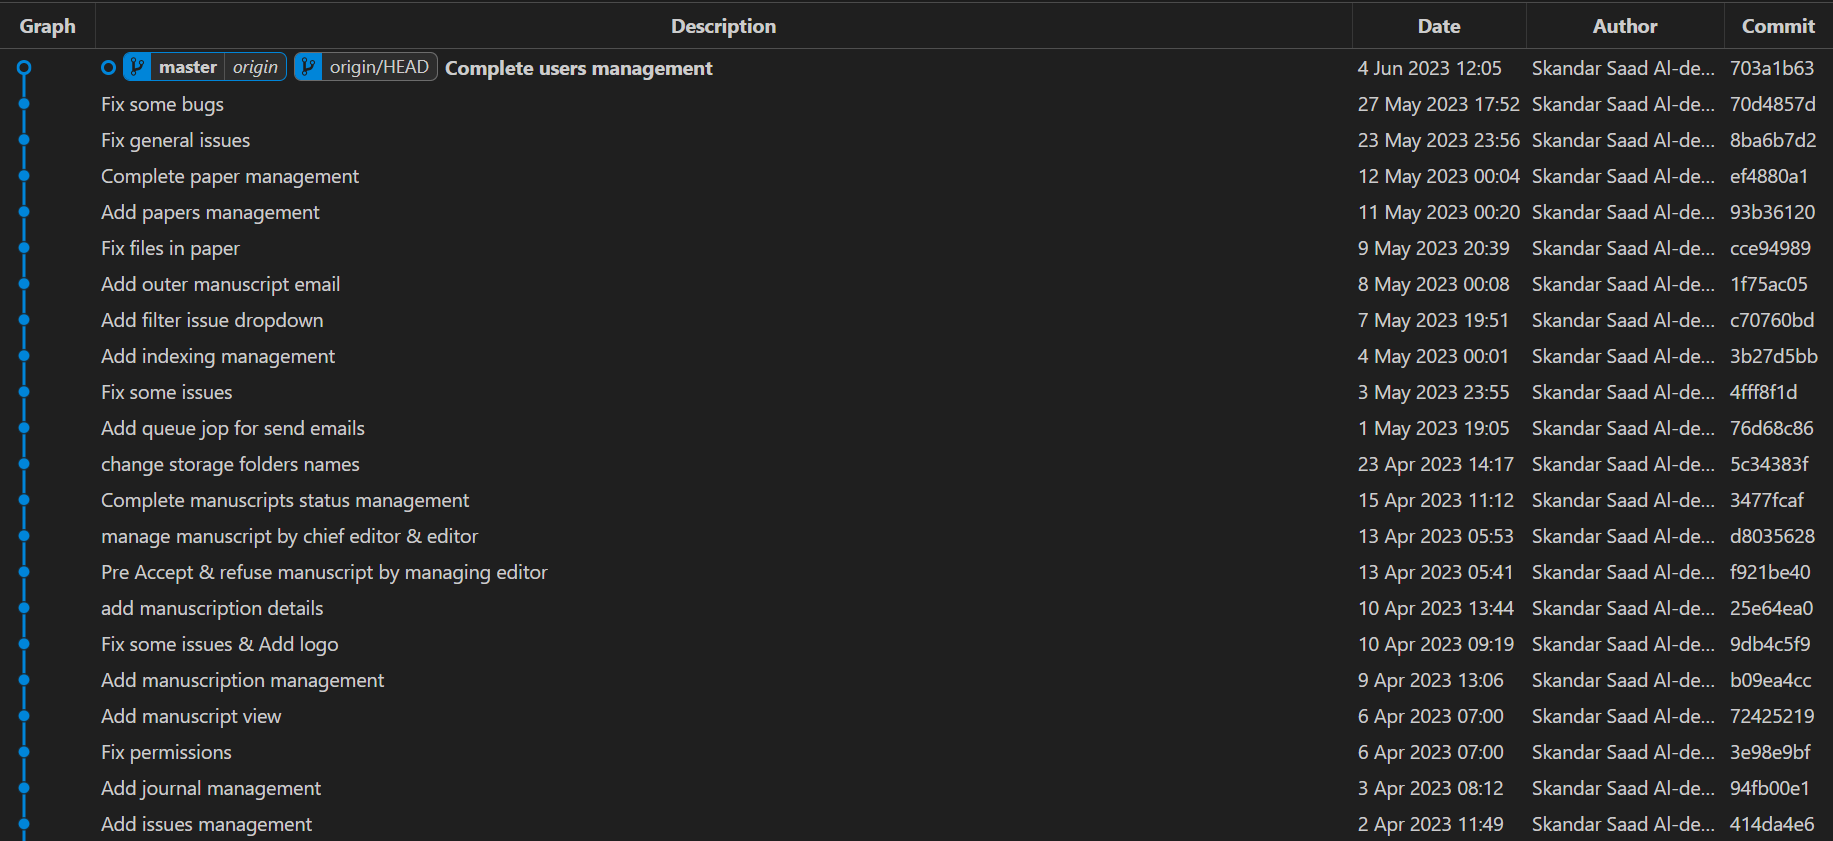 Graph Description Date Author Commit
master origin origin/HEAD Complete users management 4 Jun 2023 12:05 Skandar Saad Al-de... 703a1b63
Fix some bugs 27 May 2023 17:52 Skandar Saad Al-de... 70d4857d
Fix general issues 23 May 2023 23:56 Skandar Saad Al-de... 8ba6b7d2
Complete paper management 12 May 2023 00:04 Skandar Saad Al-de... ef4880a1
Add papers management 11 May 2023 00:20 Skandar Saad Al-de... 93b36120
Fix files in paper 9 May 2023 20:39 Skandar Saad Al-de... cce94989
Add outer manuscript email 8 May 2023 00:08 Skandar Saad Al-de... 1f75ac05
Add filter issue dropdown 7 May 2023 19:51 Skandar Saad Al-de... c70760bd
Add indexing management 4 May 2023 00:01 Skandar Saad Al-de... 3b27d5bb
Fix some issues 3 May 2023 23:55 Skandar Saad Al-de... 4fff8f1d
Add queue jop for send emails 1 May 2023 19:05 Skandar Saad Al-de... 76d68c86
change storage folders names 23 Apr 2023 14:17 Skandar Saad Al-de... 5c34383f
Complete manuscripts status management 15 Apr 2023 11:12 Skandar Saad Al-de... 3477fcaf
manage manuscript by chief editor & editor 13 Apr 2023 05:53 Skandar Saad Al-de... d8035628
Pre Accept & refuse manuscript by managing editor 13 Apr 2023 05:41 Skandar Saad Al-de... f921be40
add manuscription details 10 Apr 2023 13:44 Skandar Saad Al-de... 25e64ea0
Fix some issues & Add logo 10 Apr 2023 09:19 Skandar Saad Al-de... 9db4c5f9
Add manuscription management 9 Apr 2023 13:06 Skandar Saad Al-de... b09ea4cc
Add manuscript view 6 Apr 2023 07:00 Skandar Saad Al-de... 72425219
Fix permissions 6 Apr 2023 07:00 Skandar Saad Al-de... 3e98e9bf
Add journal management 3 Apr 2023 08:12 Skandar Saad Al-de... 94fb00e1
Add issues management 2 Apr 2023 11:49 Skandar Saad Al-de... 414da4e6